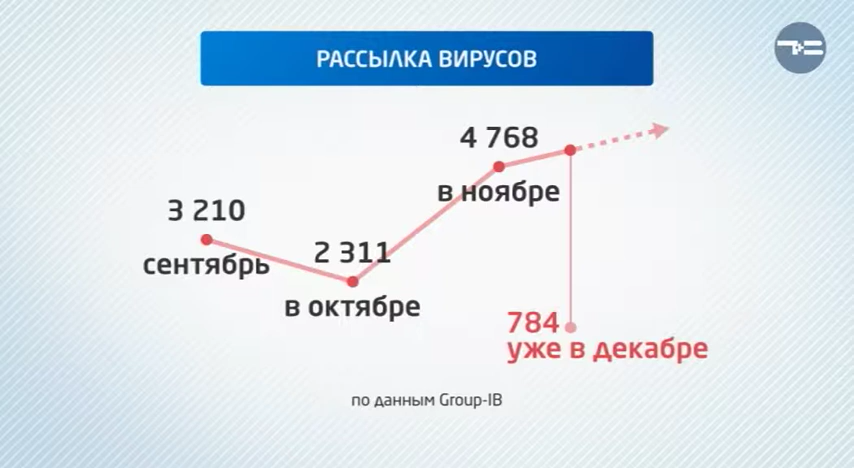 РАССЫЛКА ВИРУСОВ
4 768
в ноябре
3 210
сентябрь
2 311
в октябре
784
уже в декабре
по данным Group-IB